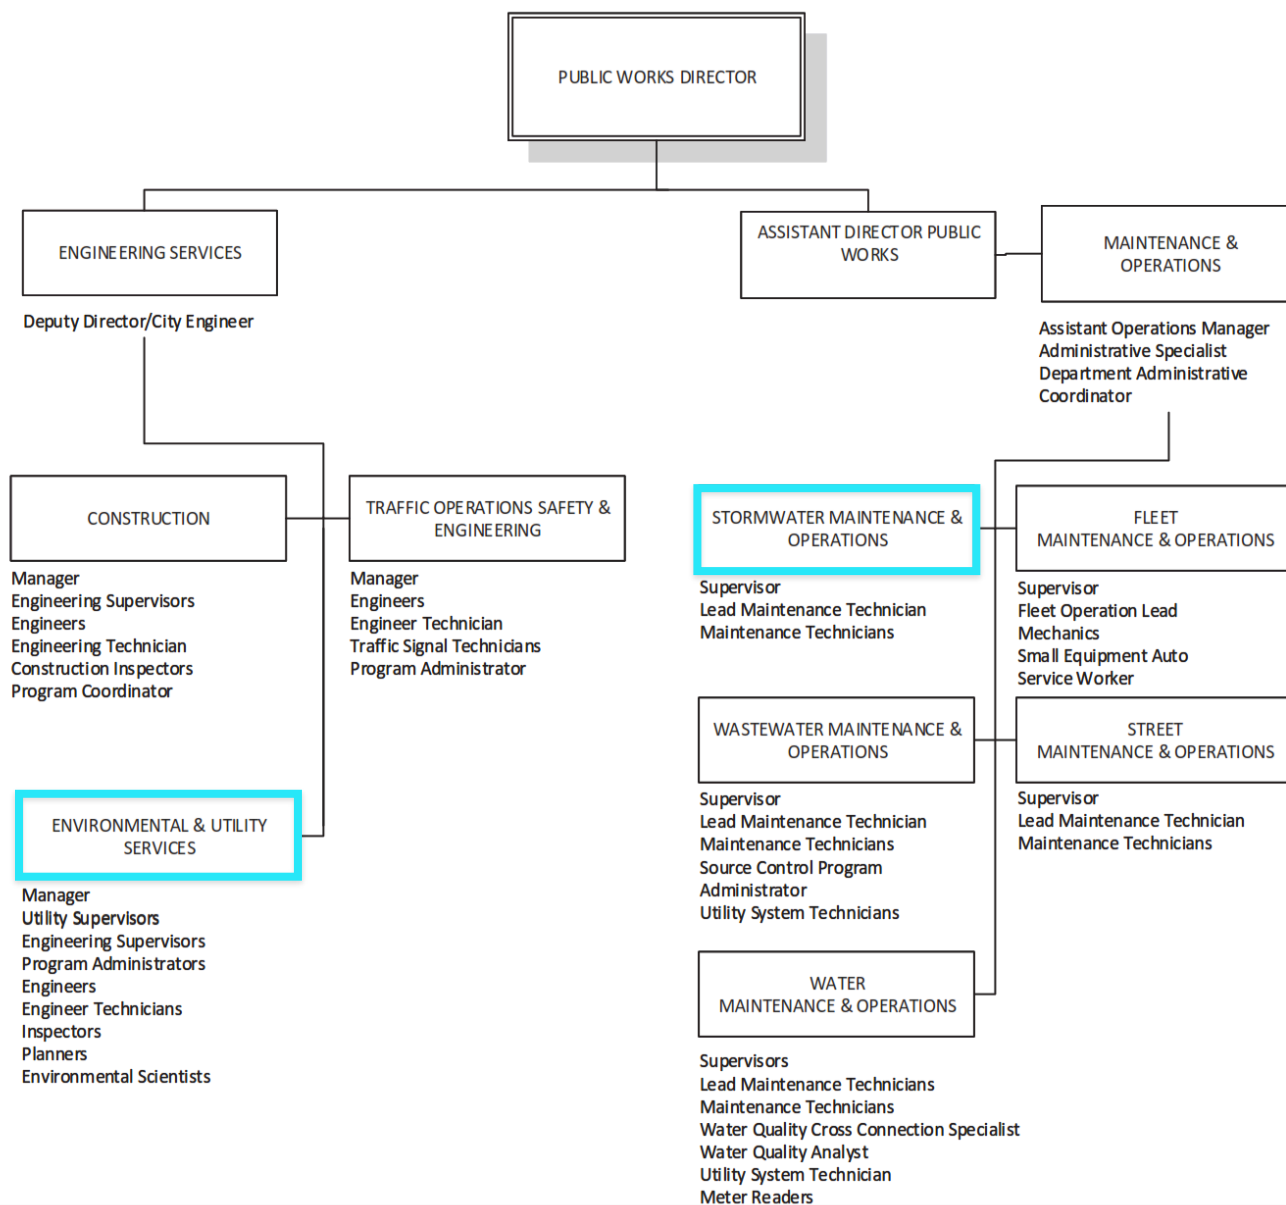 PUBLIC WORKS DIRECTOR
ENGINEERING SERVICES
Deputy Director/City Engineer
ASSISTANT DIRECTOR PUBLIC
WORKS
MAINTENANCE &
OPERATIONS
Assistant Operations Manager
Administrative Specialist
Department Administrative
Coordinator
CONSTRUCTION
Manager
Engineering Supervisors
Engineers
Engineering Technician
Construction Inspectors
Program Coordinator
TRAFFIC OPERATIONS SAFETY &
ENGINEERING
Manager
Engineers
Engineer Technician
Traffic Signal Technicians
Program Administrator
ENVIRONMENTAL & UTILITY
SERVICES
Manager
Utility Supervisors
Engineering Supervisors
Program Administrators
Engineers
Engineer Technicians
Inspectors
Planners
Environmental Scientists
STORMWATER MAINTENANCE &
OPERATIONS
Supervisor
Lead Maintenance Technician
Maintenance Technicians
FLEET
MAINTENANCE & OPERATIONS
Supervisor
Fleet Operation Lead
Mechanics
Small Equipment Auto
Service Worker
WASTEWATER MAINTENANCE &
OPERATIONS
Supervisor
Lead Maintenance Technician
Maintenance Technicians
Source Control Program
Administrator
Utility System Technicians
STREET
MAINTENANCE & OPERATIONS
Supervisor
Lead Maintenance Technician
Maintenance Technicians
WATER
MAINTENANCE & OPERATIONS
Supervisors
Lead Maintenance Technicians
Maintenance Technicians
Water Quality Cross Connection Specialist
Water Quality Analyst
Utility System Technician
Meter Readers